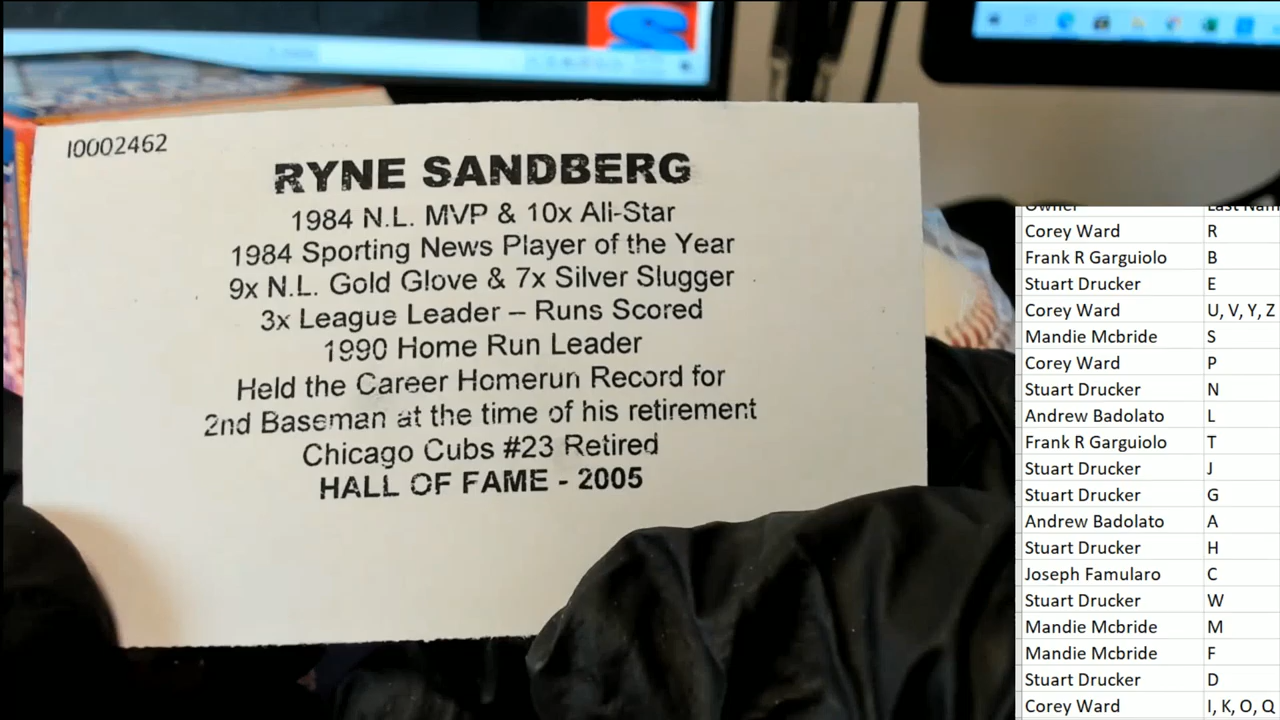 I0002462
RYNE SANDBERG
1984 N.L. MVP & 10x All-Star
1984 Sporting News Player of the Year
9x N.L. Gold Glove & 7x Silver Slugger
3x League Leader – Runs Scored
1990 Home Run Leader
Held the Career Homerun Record for
2nd Baseman at the time of his retirement
Chicago Cubs #23 Retired
HALL OF FAME - 2005
S
Owner Last Nam
Corey Ward R
Frank R Garguiolo B
Stuart Drucker E
Corey Ward U, V, Y, Z
Mandie Mcbride S
Corey Ward P
Stuart Drucker N
Andrew Badolato L
Frank R Garguiolo T
Stuart Drucker J
Stuart Drucker G
Andrew Badolato A
Stuart Drucker H
Joseph Famularo C
Stuart Drucker W
Mandie Mcbride M
Mandie Mcbride F
Stuart Drucker D
Corey Ward I, K, O, Q